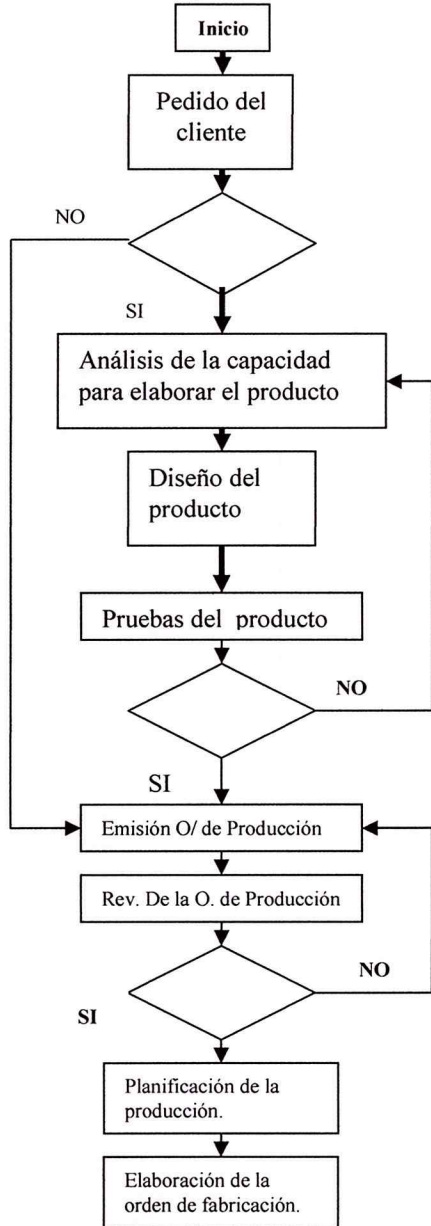 Inicio
Pedido del
cliente
NO
SI
Análisis de la capacidad
para elaborar el producto
Diseño del
producto
Pruebas del producto
NO
SI
Emisión O/ de Producción
Rev. De la O. de Producción
NO
SI
Planificación de la
producción.
Elaboración de la
orden de fabricación.